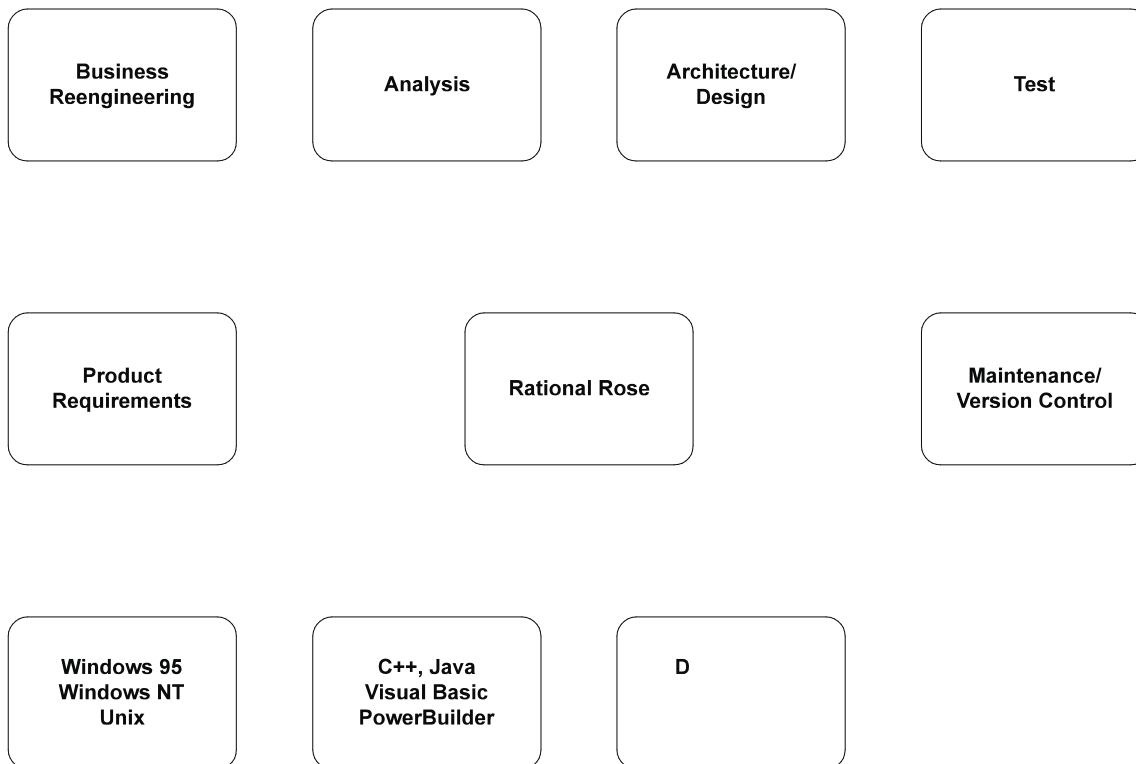 Business
Reengineering
Analysis
Architecture/
Design
Test
Product
Requirements
Rational Rose
Maintenance/
Version Control
Windows 95
Windows NT
Unix
C++, Java
Visual Basic
PowerBuilder
D